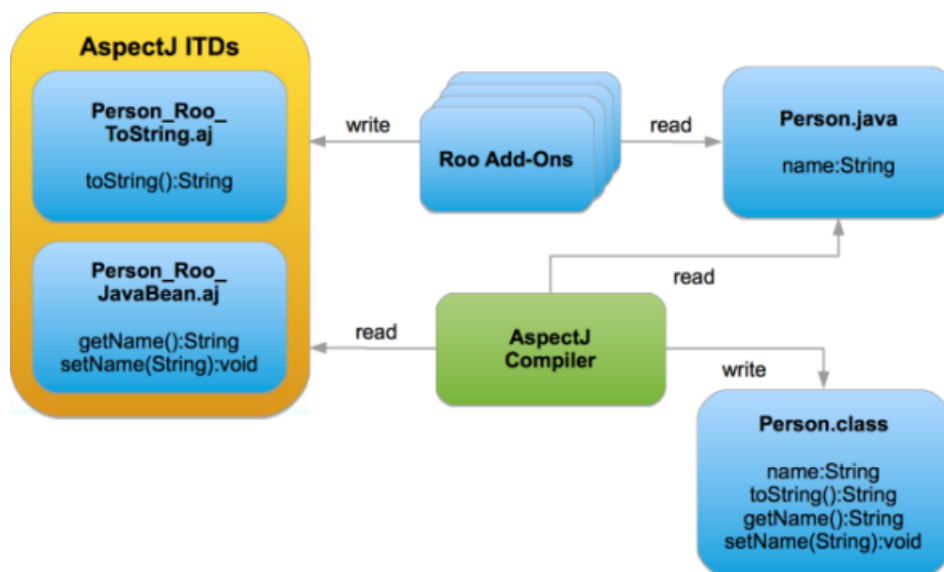 AspectJ ITDs
Person_Roo_
ToString.aj
toString():String
Person_Roo_
JavaBean.aj
getName():String
setName(String):void
write
Roo Add-Ons
read
Person.java
name:String
read
read
AspectJ
Compiler
write
Person.class
name:String
toString():String
getName():String
setName(String):void